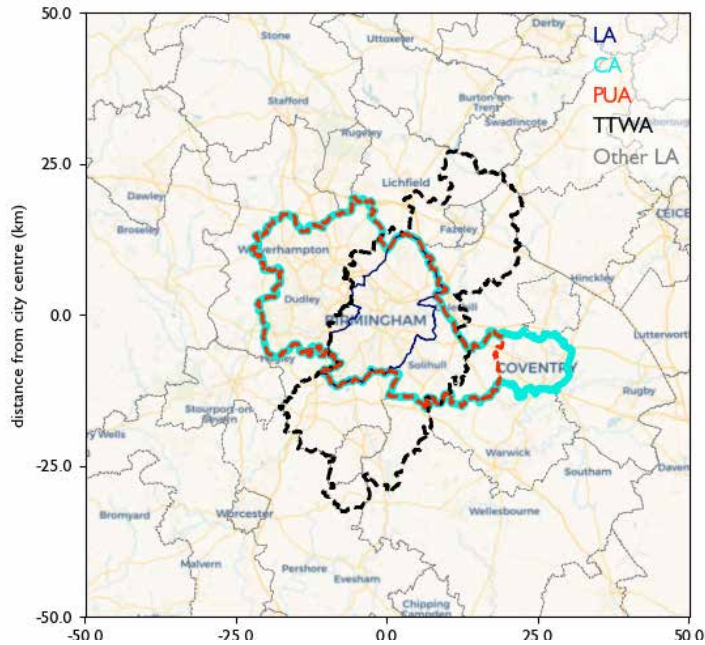 50.0
25.0
0.0
-25.0
-50.0
-50.0
-25.0
0.0
25.0
50.0
distance from city centre (km)
LA
CA
PUA
TTWA
Other LA
Derby
Stone
Uttoxeter
Stafford
Burton-on-
Trent
Swadlincote
Rugeley
Lichfield
Dawley
Broseley
Fazeley
LEICE
Hinckley
Dudley
BIRMINGHAM
Solihull
COVENTRY
Lutterworth
Rugby
Stourport-on-
Warwick
Southam
Daven
Worcester
Wellesbourne
Bromyard
Malvern
Pershore
Evesham
Chipping
Campden